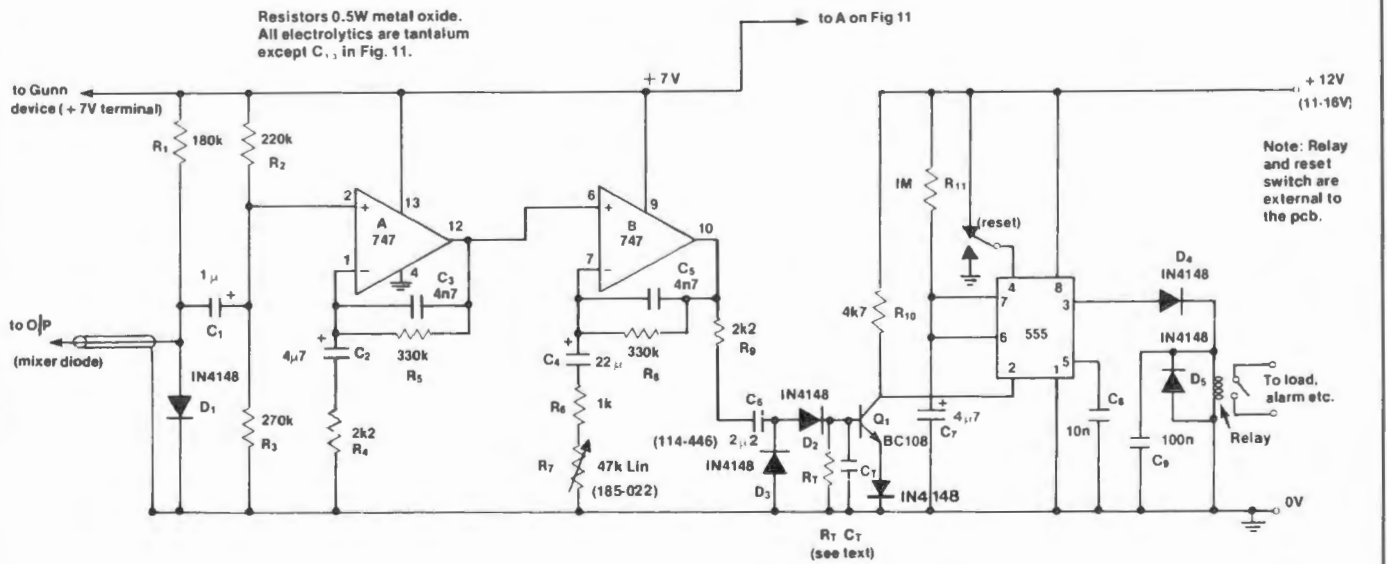 Resistors 0.5W metal oxide.
All electrolytics are tantalum
except C₁₃ in Fig. 11.
to A on Fig 11
+ 7V
to Gunn
device ( + 7V terminal)
+ 12V
(11-16V)
Note: Relay
and reset
switch are
external to
the pcb.
R₁
180k
220k
R₂
2
+
A
747
13
12
1
−
4
C₃
4n7
330k
R₅
1μ
+
C₁
to O/P
(mixer diode)
IN4148
D₁
270k
R₃
+
4μ7
C₂
2k2
R₄
6
+
B
747
9
10
7
−
C₅
4n7
330k
R₈
+
C₄
22μ
R₆
1k
R₇
47k Lin
(185-022)
2k2
R₉
C₆
(114-446)
2μ2
IN4148
D₂
IN4148
D₃
R_T
C_T
R_T C_T
(see text)
4k7
R₁₀
Q₁
BC108
IN4148
IM
R₁₁
(reset)
+
4μ7
C₇
4
8
7
3
6
555
5
2
1
10n
C₈
D₄
IN4148
IN4148
D₅
100n
C₉
Relay
To load,
alarm etc.
0V